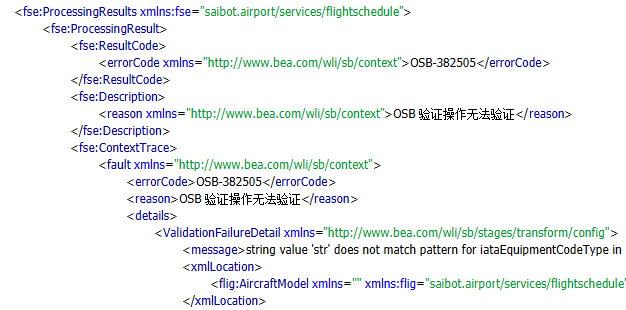 <fse:ProcessingResults xmlns:fse="saibot.airport/services/flightschedule">
<fse:ProcessingResult>
<fse:ResultCode>
<errorCode xmlns="http://www.bea.com/wli/sb/context">OSB-382505</errorCode>
</fse:ResultCode>
<fse:Description>
<reason xmlns="http://www.bea.com/wli/sb/context">OSB 验证操作无法验证</reason>
</fse:Description>
<fse:ContextTrace>
<fault xmlns="http://www.bea.com/wli/sb/context">
<errorCode>OSB-382505</errorCode>
<reason>OSB 验证操作无法验证</reason>
<details>
<ValidationFailureDetail xmlns="http://www.bea.com/wli/sb/stages/transform/config">
<message>string value 'str' does not match pattern for iataEquipmentCodeType in
<xmlLocation>
<flig:AircraftModel xmlns="" xmlns:flig="saibot.airport/services/flightschedule"
</xmlLocation>